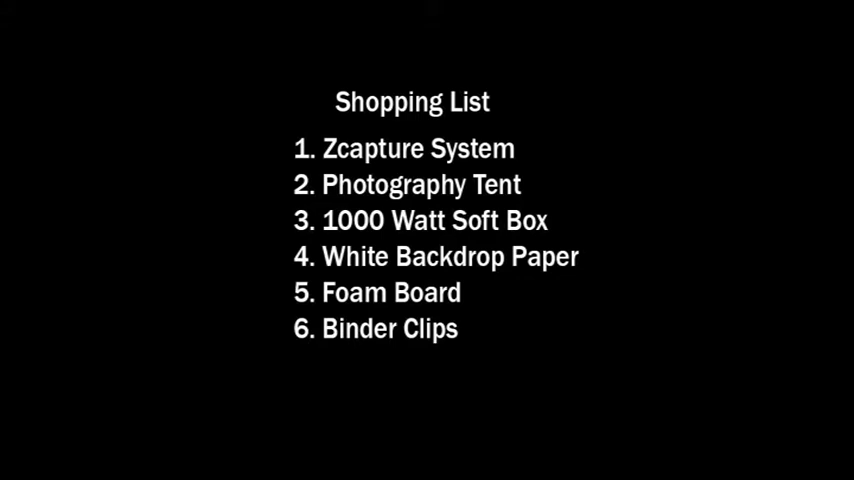 Shopping List
1. Zcapture System
2. Photography Tent
3. 1000 Watt Soft Box
4. White Backdrop Paper
5. Foam Board
6. Binder Clips